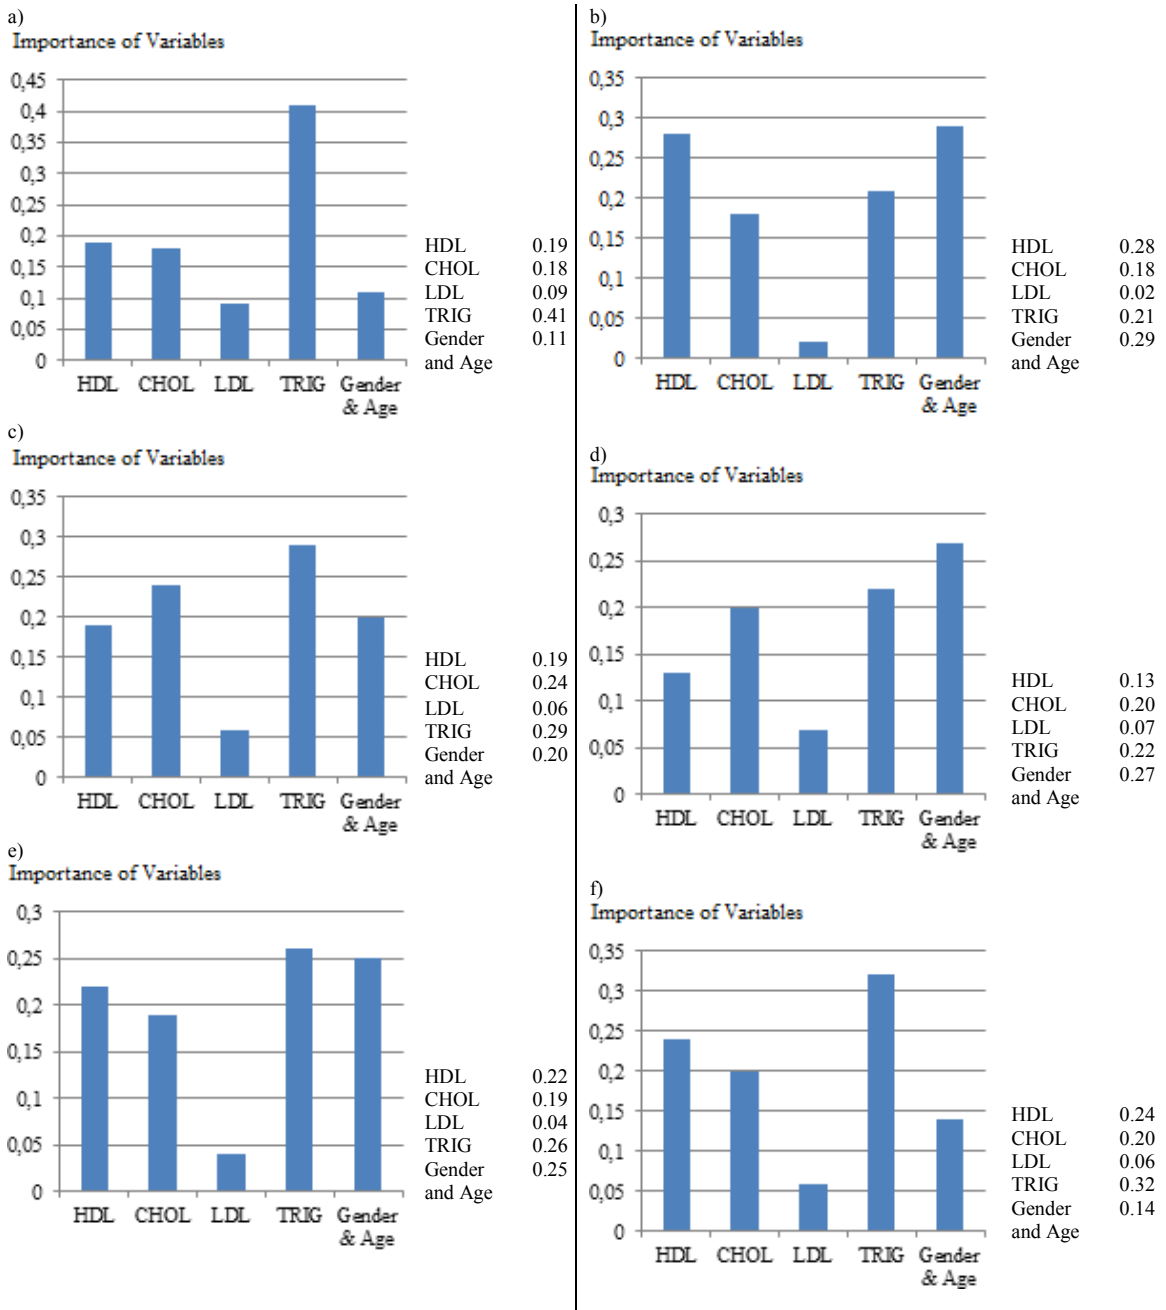 a)
Importance of Variables
0,45
0,4
0,35
0,3
0,25
0,2
0,15
0,1
0,05
0
HDL CHOL LDL TRIG Gender & Age
HDL 0.19
CHOL 0.18
LDL 0.09
TRIG 0.41
Gender 0.11
and Age
b)
Importance of Variables
0,35
0,3
0,25
0,2
0,15
0,1
0,05
0
HDL CHOL LDL TRIG Gender & Age
HDL 0.28
CHOL 0.18
LDL 0.02
TRIG 0.21
Gender 0.29
and Age
c)
Importance of Variables
0,35
0,3
0,25
0,2
0,15
0,1
0,05
0
HDL CHOL LDL TRIG Gender & Age
HDL 0.19
CHOL 0.24
LDL 0.06
TRIG 0.29
Gender 0.20
and Age
d)
Importance of Variables
0,3
0,25
0,2
0,15
0,1
0,05
0
HDL CHOL LDL TRIG Gender & Age
HDL 0.13
CHOL 0.20
LDL 0.07
TRIG 0.22
Gender 0.27
and Age
e)
Importance of Variables
0,3
0,25
0,2
0,15
0,1
0,05
0
HDL CHOL LDL TRIG Gender & Age
HDL 0.22
CHOL 0.19
LDL 0.04
TRIG 0.26
Gender 0.25
and Age
f)
Importance of Variables
0,35
0,3
0,25
0,2
0,15
0,1
0,05
0
HDL CHOL LDL TRIG Gender & Age
HDL 0.24
CHOL 0.20
LDL 0.06
TRIG 0.32
Gender 0.14
and Age